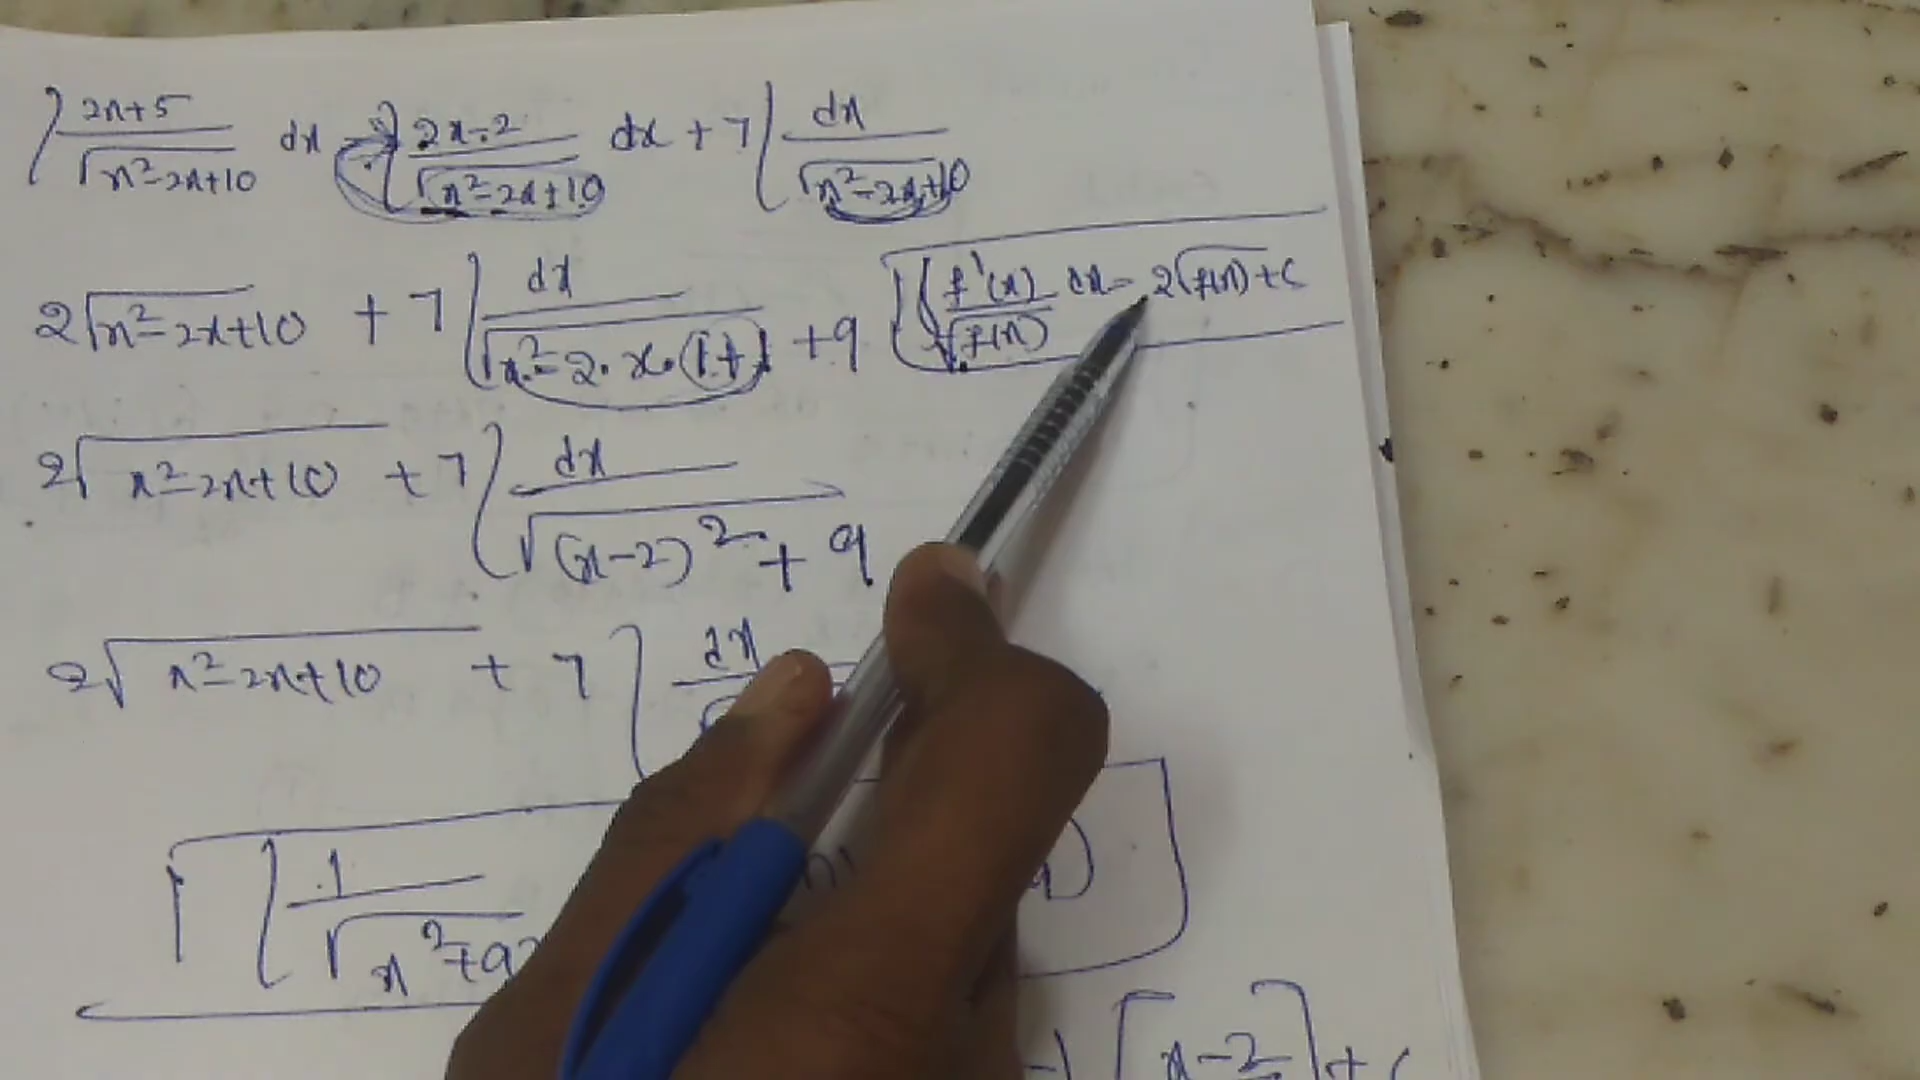 ∫ 2x+5 / √x²-2x+10 dx = ∫ 2x-2 / √x²-2x+10 dx + 7 ∫ dx / √x²-2x+10
2√x²-2x+10 + 7 ∫ dx / √x²-2.x.1+1 +9
∫ f'(x) / √f(x) dx = 2√f(x) + c
2√x²-2x+10 + 7 ∫ dx / √(x-2)²+9
2√x²-2x+10 + 7 ∫ dx
∫ 1 / √x²+a²
[x-2] + c